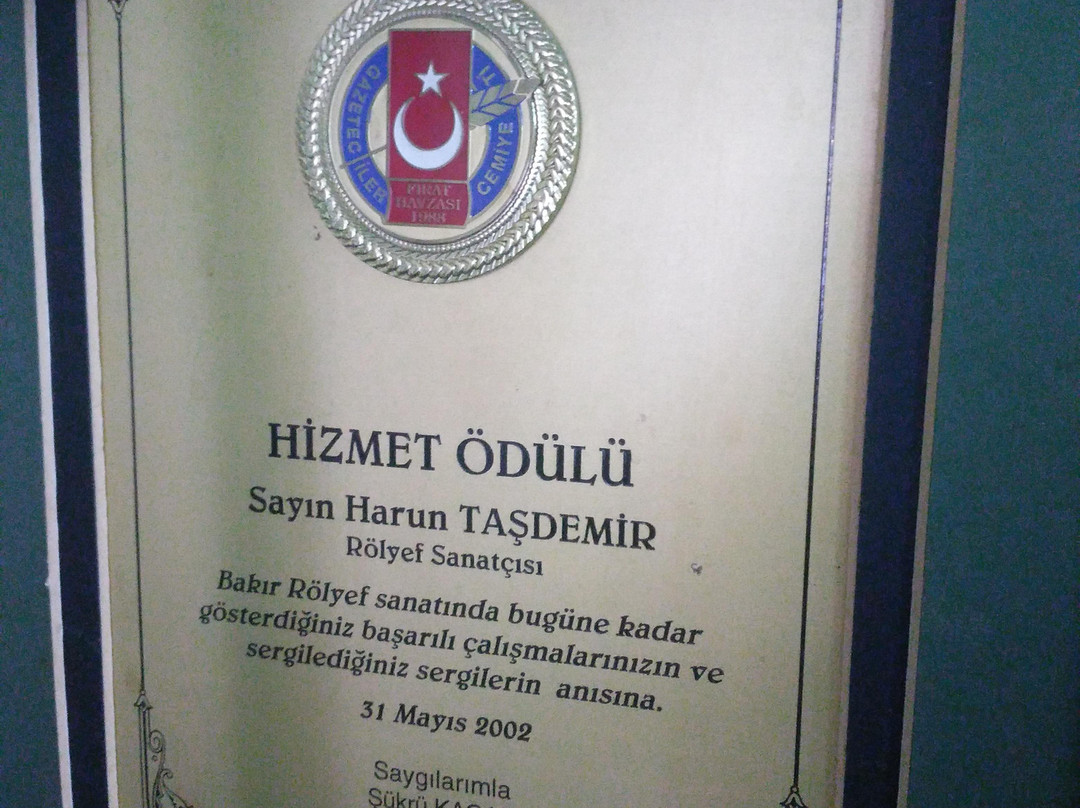 GAZETECİLER CEMİYETİ
FIRAT
HAVZASI
1988
HİZMET ÖDÜLÜ
Sayın Harun TAŞDEMİR
Rölyef Sanatçısı
Bakır Rölyef sanatında bugüne kadar
gösterdiğiniz başarılı çalışmalarınızın ve
sergilediğiniz sergilerin anısına.
31 Mayıs 2002
Saygılarımla
Şükrü